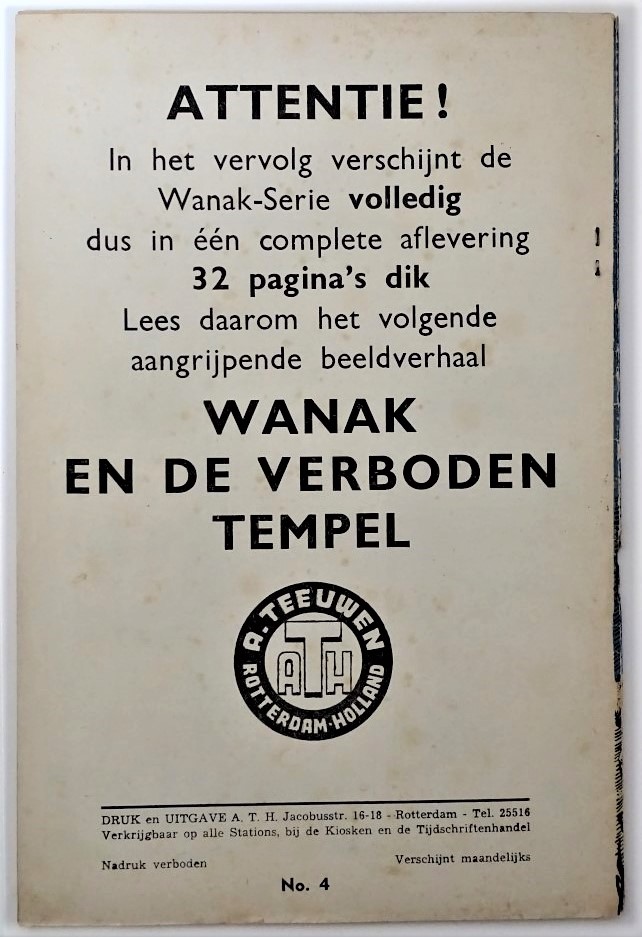 ATTENTIE!
In het vervolg verschijnt de
Wanak-Serie volledig
dus in één complete aflevering
32 pagina's dik
Lees daarom het volgende
aangrijpende beeldverhaal
WANAK
EN DE VERBODEN
TEMPEL
A. TEEUWEN
ATH
ROTTERDAM-HOLLAND
DRUK en UITGAVE A. T. H. Jacobusstr. 16-18 - Rotterdam - Tel. 25516
Verkrijgbaar op alle Stations, bij de Kiosken en de Tijdschriftenhandel
Nadruk verboden Verschijnt maandelijks
No. 4